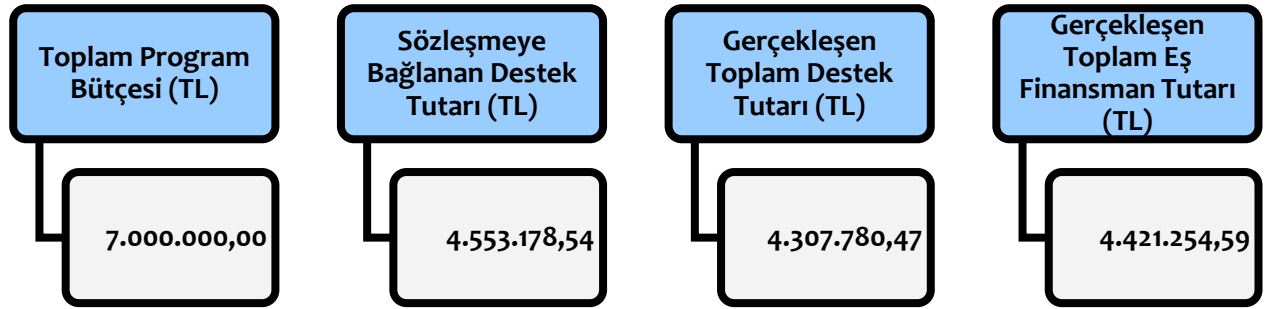 Toplam Program
Bütçesi (TL)
7.000.000,00
Sözleşmeye
Bağlanan Destek
Tutarı (TL)
4.553.178,54
Gerçekleşen
Toplam Destek
Tutarı (TL)
4.307.780,47
Gerçekleşen
Toplam Eş
Finansman Tutarı
(TL)
4.421.254,59